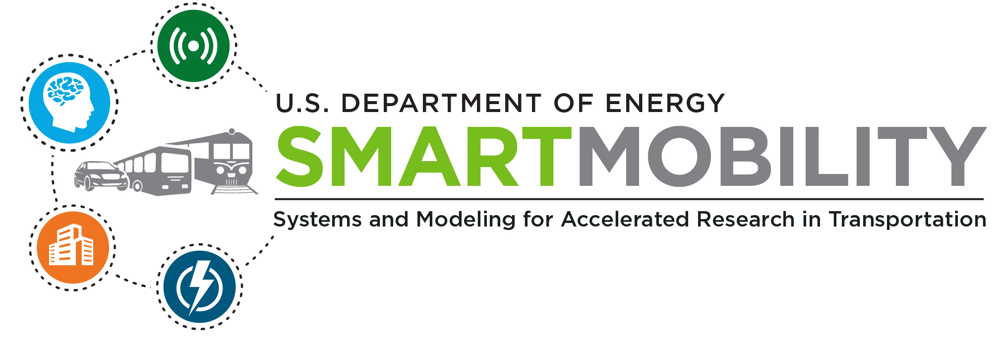 U.S. DEPARTMENT OF ENERGY
SMARTMOBILITY
Systems and Modeling for Accelerated Research in Transportation